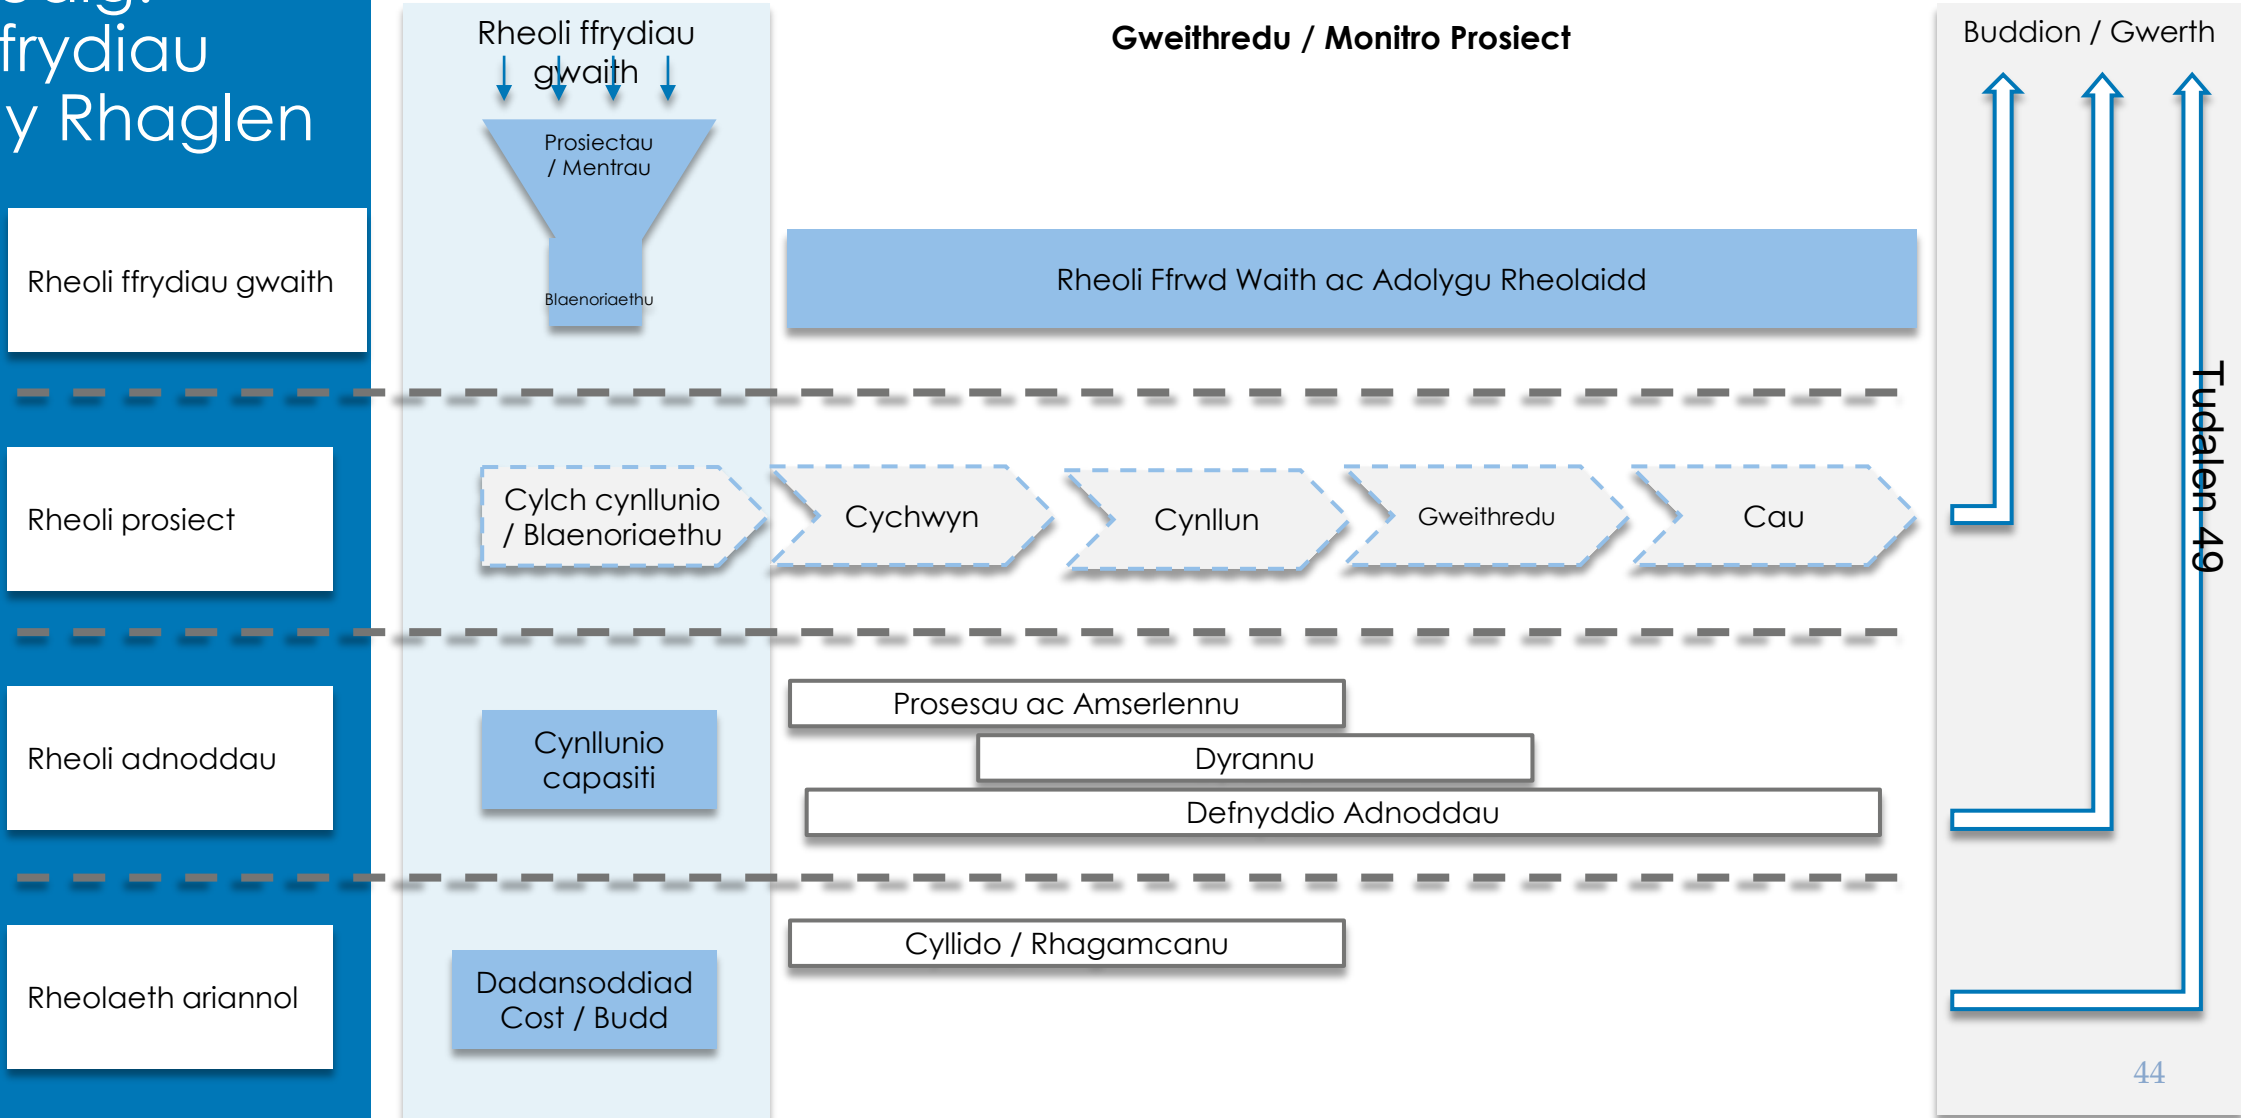 ffrydiau
y Rhaglen
Rheoli ffrydiau
gwaith
Gweithredu / Monitro Prosiect
Buddion / Gwerth
Prosiectau
/ Mentrau
Blaenoriaethu
Rheoli ffrydiau gwaith
Rheoli Ffrwd Waith ac Adolygu Rheolaidd
Rheoli prosiect
Cylch cynllunio
/ Blaenoriaethu
Cychwyn
Cynllun
Gweithredu
Cau
Tudalen 49
Rheoli adnoddau
Cynllunio
capasiti
Prosesau ac Amserlennu
Dyrannu
Defnyddio Adnoddau
Rheolaeth ariannol
Dadansoddiad
Cost / Budd
Cyllido / Rhagamcanu
44